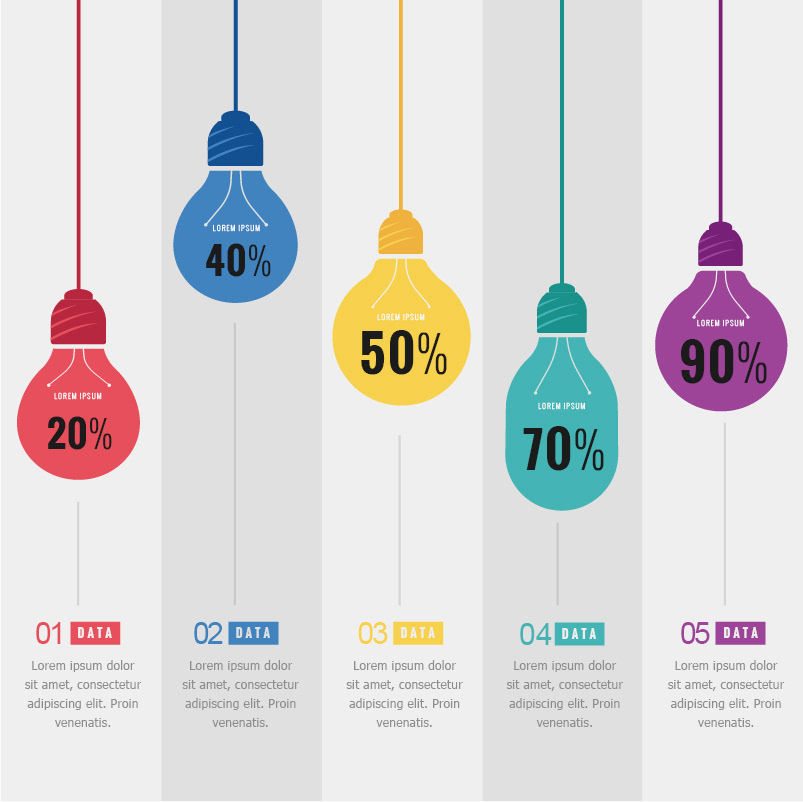 LOREM IPSUM
20%
LOREM IPSUM
40%
LOREM IPSUM
50%
LOREM IPSUM
70%
LOREM IPSUM
90%
01 DATA
Lorem ipsum dolor
sit amet, consectetur
adipiscing elit. Proin
venenatis.
02 DATA
Lorem ipsum dolor
sit amet, consectetur
adipiscing elit. Proin
venenatis.
03 DATA
Lorem ipsum dolor
sit amet, consectetur
adipiscing elit. Proin
venenatis.
04 DATA
Lorem ipsum dolor
sit amet, consectetur
adipiscing elit. Proin
venenatis.
05 DATA
Lorem ipsum dolor
sit amet, consectetur
adipiscing elit. Proin
venenatis.